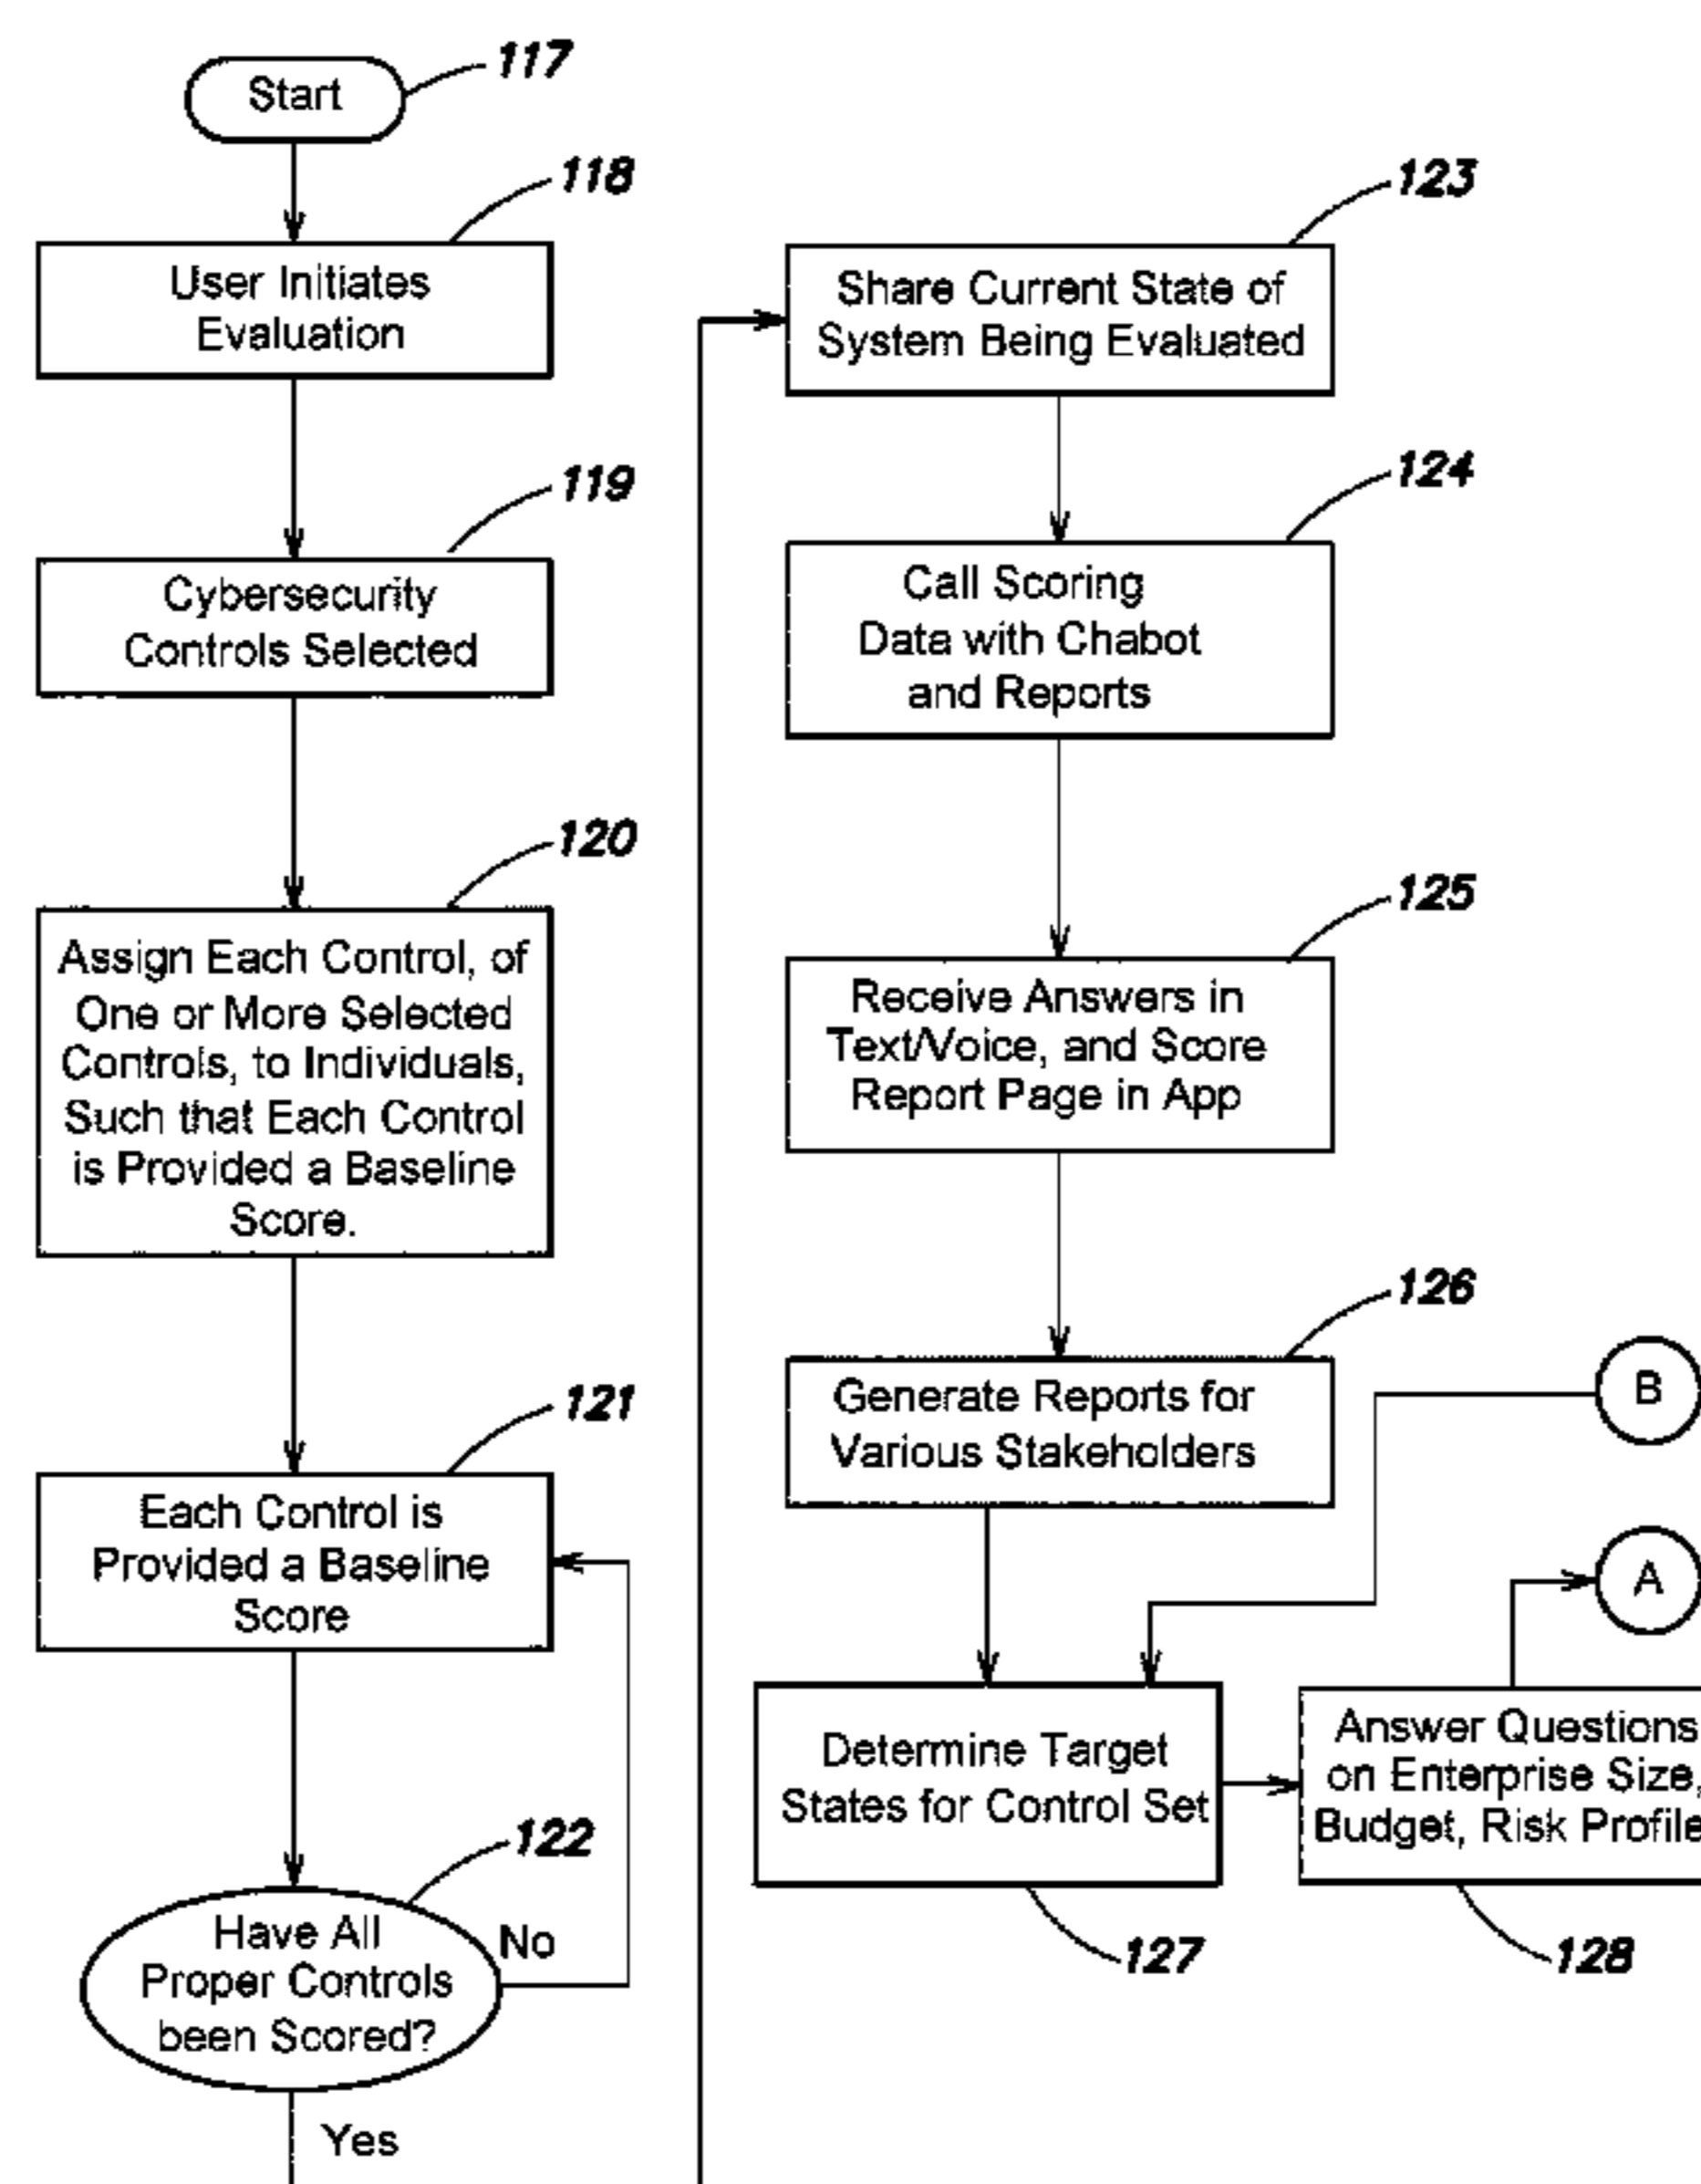 117
Start
118
User Initiates
Evaluation
119
Cybersecurity
Controls Selected
120
Assign Each Control, of
One or More Selected
Controls, to Individuals,
Such that Each Control
is Provided a Baseline
Score.
121
Each Control is
Provided a Baseline
Score
122
Have All
Proper Controls
been Scored?
No
Yes
123
Share Current State of
System Being Evaluated
124
Call Scoring
Data with Chabot
and Reports
125
Receive Answers in
Text/Voice, and Score
Report Page in App
126
Generate Reports for
Various Stakeholders
B
A
Determine Target
States for Control Set
127
Answer Questions
on Enterprise Size,
Budget, Risk Profile
128